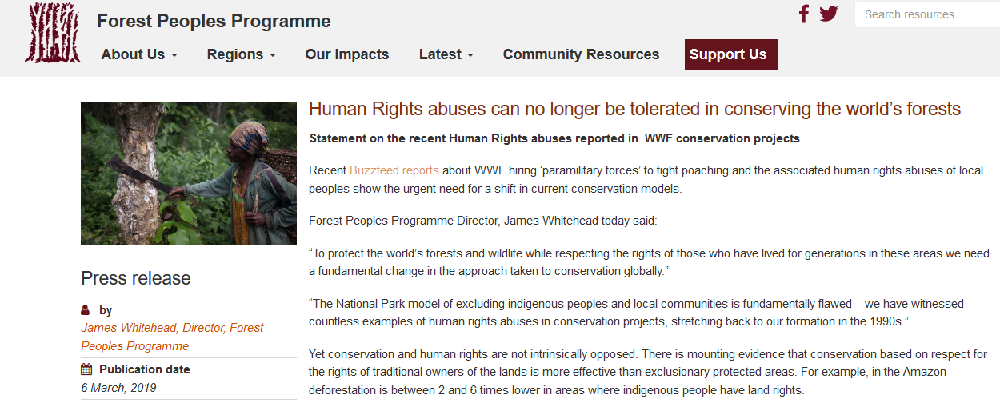 Forest Peoples Programme
Search resources...
About Us
Regions
Our Impacts
Latest
Community Resources
Support Us
Human Rights abuses can no longer be tolerated in conserving the world’s forests
Statement on the recent Human Rights abuses reported in  WWF conservation projects
Recent Buzzfeed reports about WWF hiring ‘paramilitary forces’ to fight poaching and the associated human rights abuses of local
peoples show the urgent need for a shift in current conservation models.
Forest Peoples Programme Director, James Whitehead today said:
“To protect the world’s forests and wildlife while respecting the rights of those who have lived for generations in these areas we need
a fundamental change in the approach taken to conservation globally.”
“The National Park model of excluding indigenous peoples and local communities is fundamentally flawed – we have witnessed
countless examples of human rights abuses in conservation projects, stretching back to our formation in the 1990s.”
Yet conservation and human rights are not intrinsically opposed. There is mounting evidence that conservation based on respect for
the rights of traditional owners of the lands is more effective than exclusionary protected areas. For example, in the Amazon
deforestation is between 2 and 6 times lower in areas where indigenous people have land rights.
Press release
by
James Whitehead, Director, Forest
Peoples Programme
Publication date
6 March, 2019